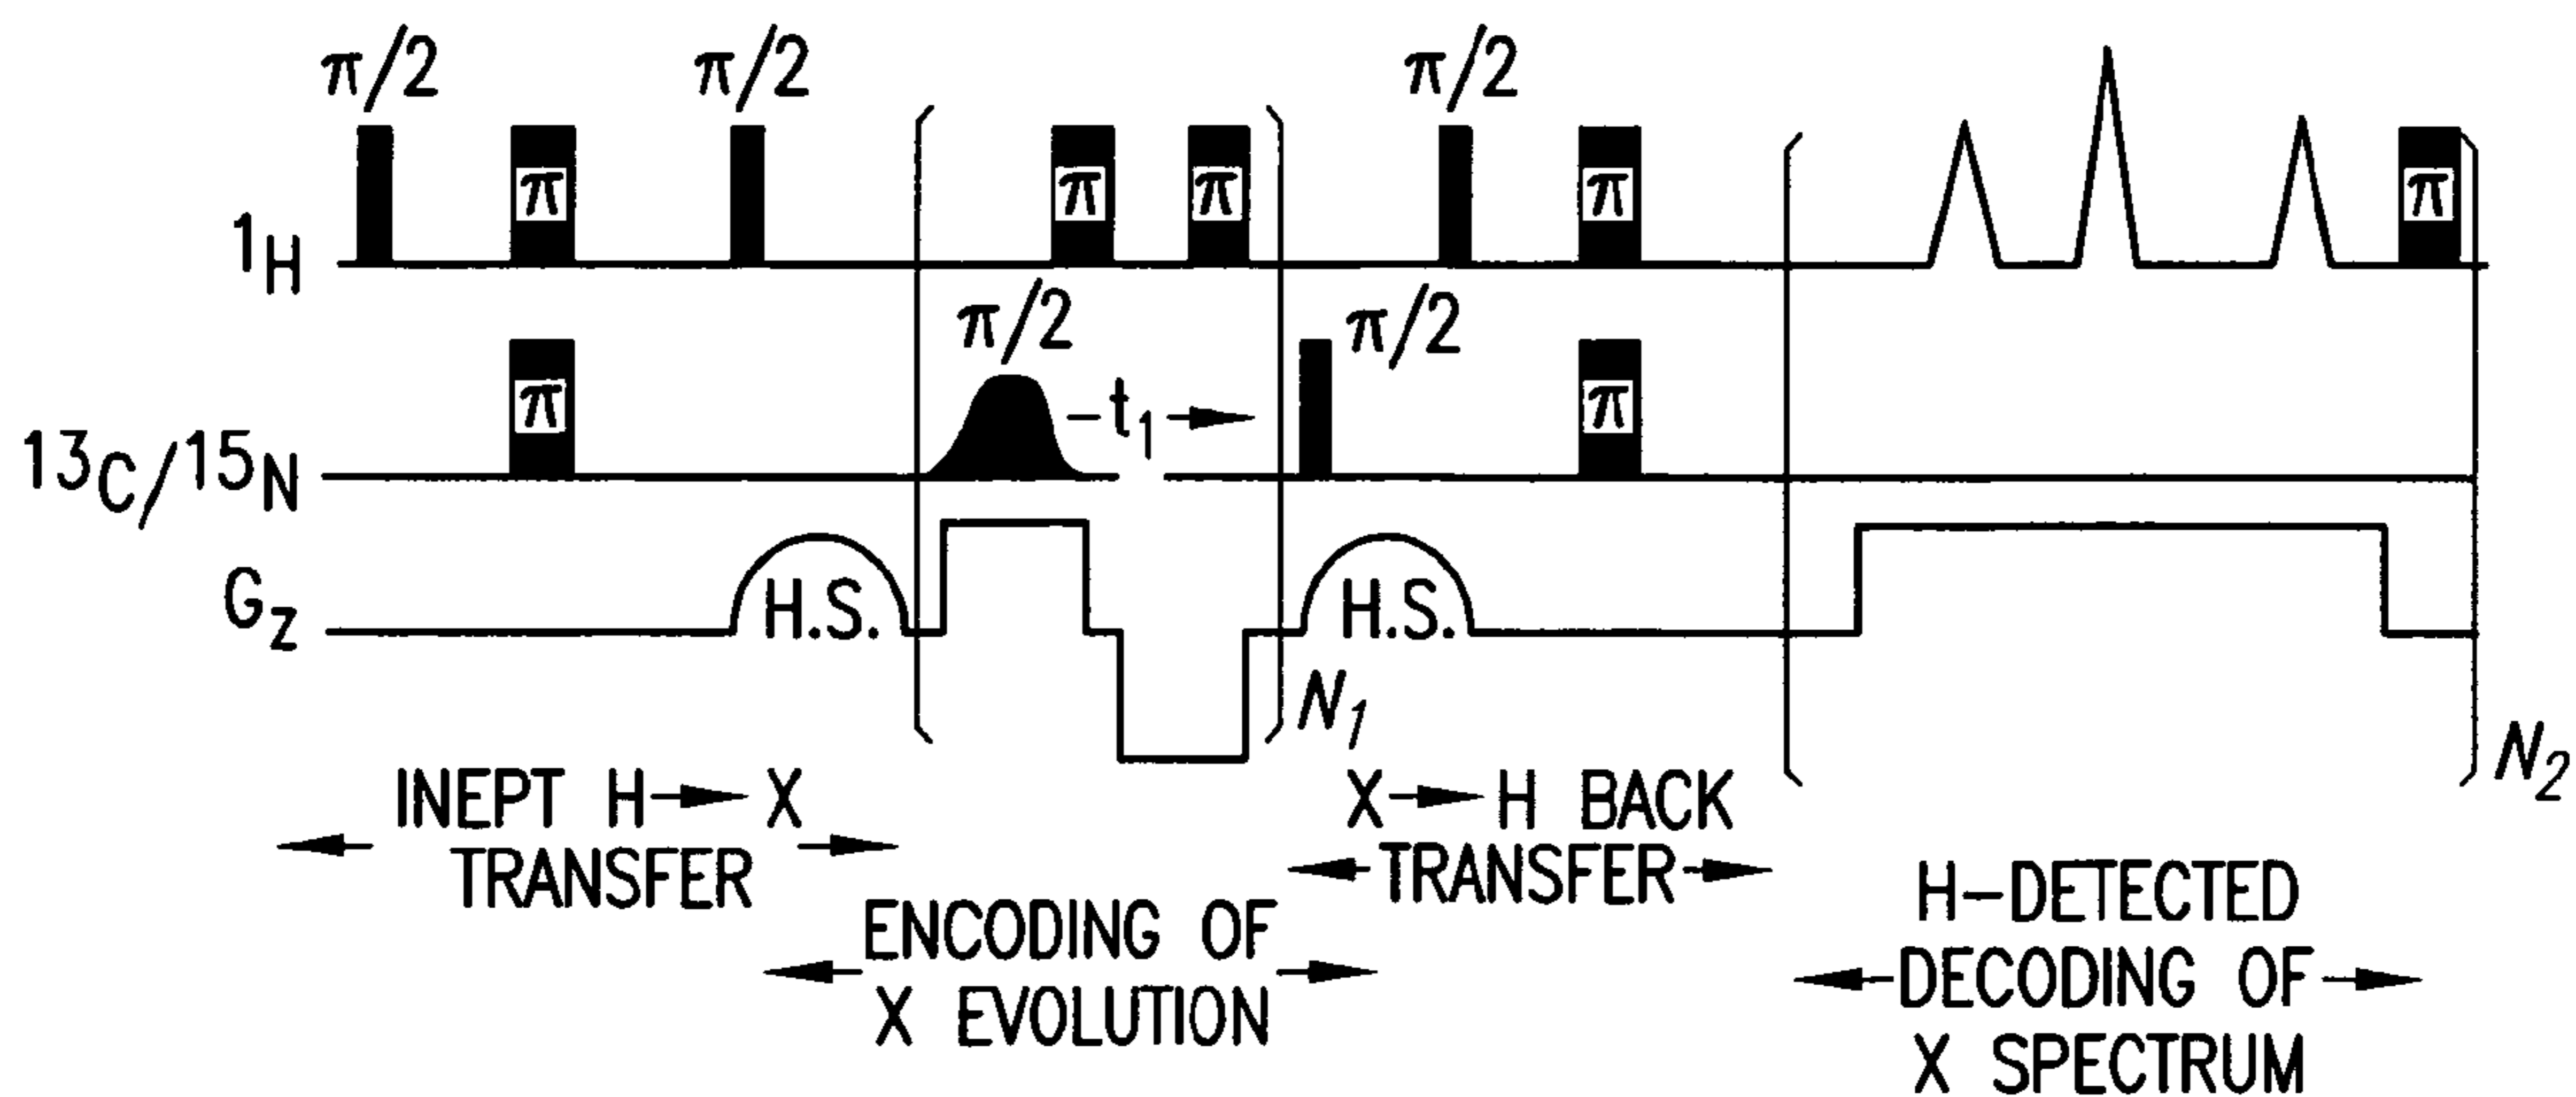 π/2 π/2 π/2
¹H π π π π π
π/2 π/2
¹³C/¹⁵N π t₁ π
G_z H.S. H.S.
N₁ N₂
INEPT H→X
TRANSFER
ENCODING OF
X EVOLUTION
X→H BACK
TRANSFER
H-DETECTED
DECODING OF
X SPECTRUM